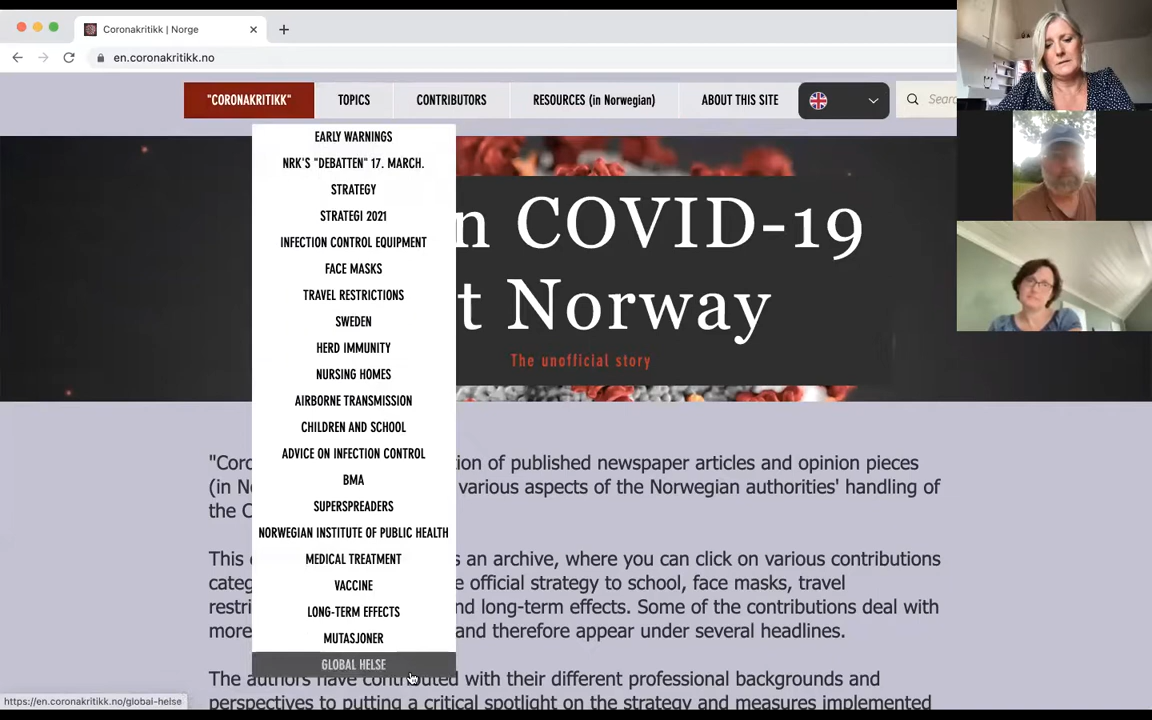 Coronakritikk | Norge
en.coronakritikk.no
"CORONAKRITIKK" TOPICS CONTRIBUTORS RESOURCES (in Norwegian) ABOUT THIS SITE Sear
EARLY WARNINGS
NRK'S "DEBATTEN" 17. MARCH.
STRATEGY
STRATEGI 2021
INFECTION CONTROL EQUIPMENT
FACE MASKS
TRAVEL RESTRICTIONS
SWEDEN
HERD IMMUNITY
NURSING HOMES
AIRBORNE TRANSMISSION
CHILDREN AND SCHOOL
ADVICE ON INFECTION CONTROL
BMA
SUPERSPREADERS
NORWEGIAN INSTITUTE OF PUBLIC HEALTH
MEDICAL TREATMENT
VACCINE
LONG-TERM EFFECTS
MUTASJONER
GLOBAL HELSE
n COVID-19
t Norway
The unofficial story
"Coro tion of published newspaper articles and opinion pieces
(in N various aspects of the Norwegian authorities' handling of
the C
This s an archive, where you can click on various contributions
categ e official strategy to school, face masks, travel
restri nd long-term effects. Some of the contributions deal with
more and therefore appear under several headlines.
The authors have contributed with their different professional backgrounds and
perspectives to putting a critical spotlight on the strategy and measures implemented
https://en.coronakritikk.no/global-helse